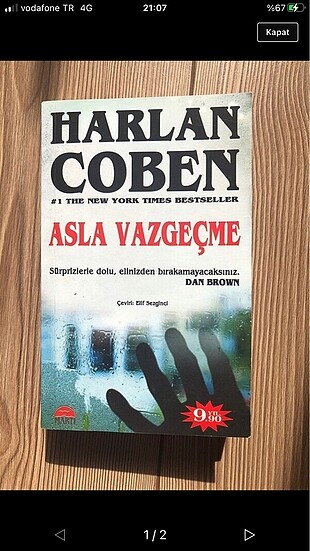 vodafone TR 4G 21:07 %67
Kapat
HARLAN
COBEN
#1 THE NEW YORK TIMES BESTSELLER
ASLA VAZGEÇME
Sürprizlerle dolu, elinizden bırakamayacaksınız.
DAN BROWN
Çeviri: Elif Sezginci
9 YTL
.90
MARTI
1/2